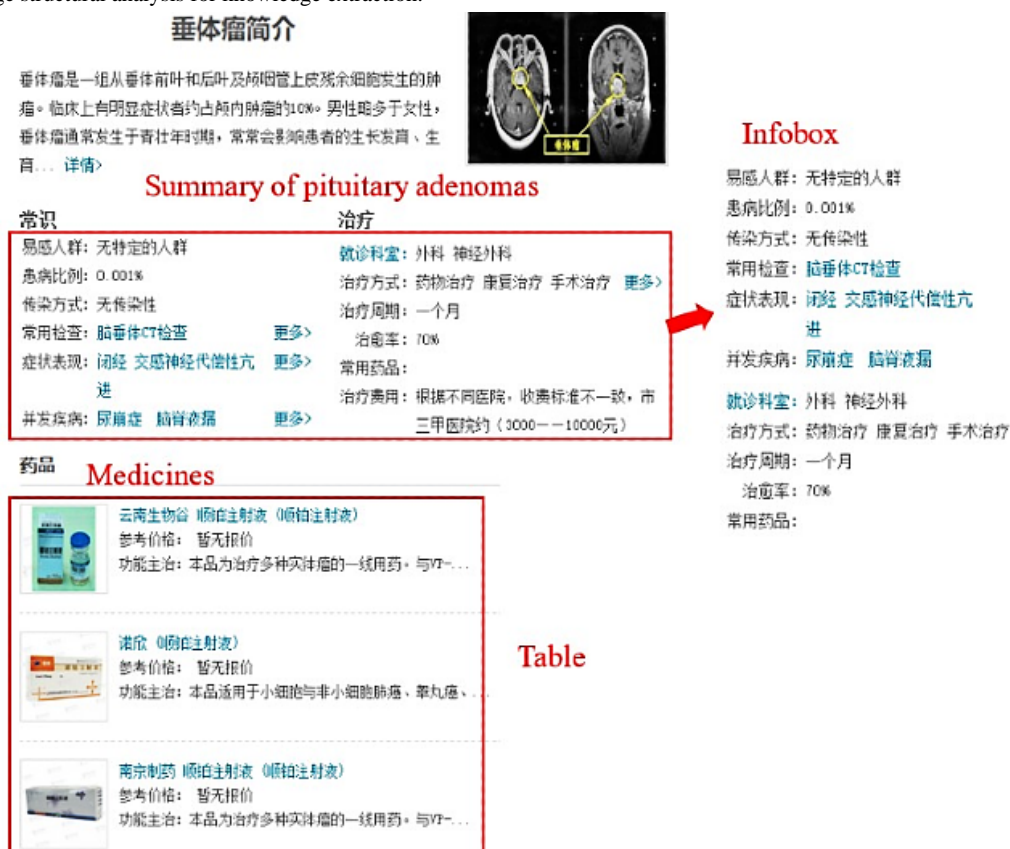 ge structural analysis for knowledge extraction.
垂体瘤简介
垂体瘤是一组从垂体前叶和后叶及颅咽管上皮残余细胞发生的肿
瘤。临床上有明显症状者约占颅内肿瘤的10%。男性略多于女性，
垂体瘤通常发生于青壮年时期，常常会影响患者的生长发育、生
育... 详情>
垂体瘤
Summary of pituitary adenomas
常识
易感人群：无特定的人群
患病比例：0.001%
传染方式：无传染性
常用检查：脑垂体CT检查 更多>
症状表现：闭经 交感神经代偿性亢 更多>
进
并发疾病：尿崩症 脑脊液漏 更多>
治疗
就诊科室：外科 神经外科
治疗方式：药物治疗 康复治疗 手术治疗 更多>
治疗周期：一个月
治愈率：70%
常用药品：
治疗费用：根据不同医院，收费标准不一致，市
三甲医院约（3000——10000元）
Infobox
易感人群：无特定的人群
患病比例：0.001%
传染方式：无传染性
常用检查：脑垂体CT检查
症状表现：闭经 交感神经代偿性亢
进
并发疾病：尿崩症 脑脊液漏
就诊科室：外科 神经外科
治疗方式：药物治疗 康复治疗 手术治疗
治疗周期：一个月
治愈率：70%
常用药品：
药品
Medicines
云南生物谷 顺铂注射液（顺铂注射液）
参考价格： 暂无报价
功能主治：本品为治疗多种实体瘤的一线用药。与VP-...
诺欣（顺铂注射液）
参考价格： 暂无报价
功能主治：本品适用于小细胞与非小细胞肺癌、睾丸癌、...
南京制药 顺铂注射液（顺铂注射液）
参考价格： 暂无报价
功能主治：本品为治疗多种实体瘤的一线用药。与VP-...
Table